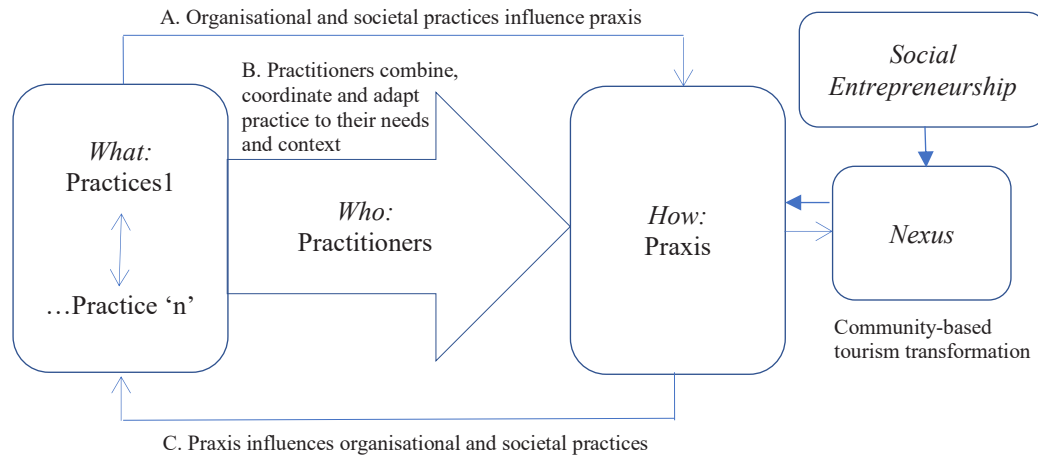 A. Organisational and societal practices influence praxis
B. Practitioners combine,
coordinate and adapt
practice to their needs
and context
What:
Practices1
…Practice ‘n’
Who:
Practitioners
How:
Praxis
Social
Entrepreneurship
Nexus
Community-based
tourism transformation
C. Praxis influences organisational and societal practices